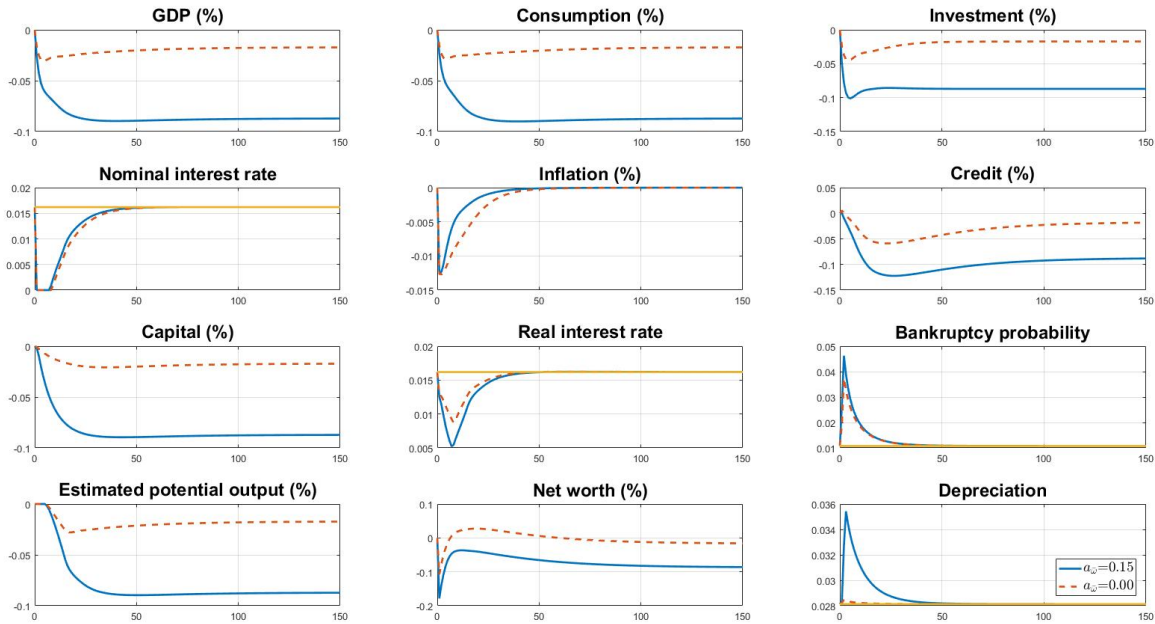 GDP (%)
0
-0.05
-0.1
0 50 100 150
Consumption (%)
0
-0.05
-0.1
0 50 100 150
Investment (%)
0
-0.05
-0.1
-0.15
0 50 100 150
Nominal interest rate
0.02
0.015
0.01
0.005
0
0 50 100 150
Inflation (%)
0
-0.005
-0.01
-0.015
0 50 100 150
Credit (%)
0.05
0
-0.05
-0.1
-0.15
0 50 100 150
Capital (%)
0
-0.05
-0.1
0 50 100 150
Real interest rate
0.02
0.015
0.01
0.005
0 50 100 150
Bankruptcy probability
0.05
0.04
0.03
0.02
0.01
0 50 100 150
Estimated potential output (%)
0
-0.05
-0.1
0 50 100 150
Net worth (%)
0.1
0
-0.1
-0.2
0 50 100 150
Depreciation
0.036
0.034
0.032
0.03
0.028
0 50 100 150
a_ω̄=0.15
a_ω̄=0.00